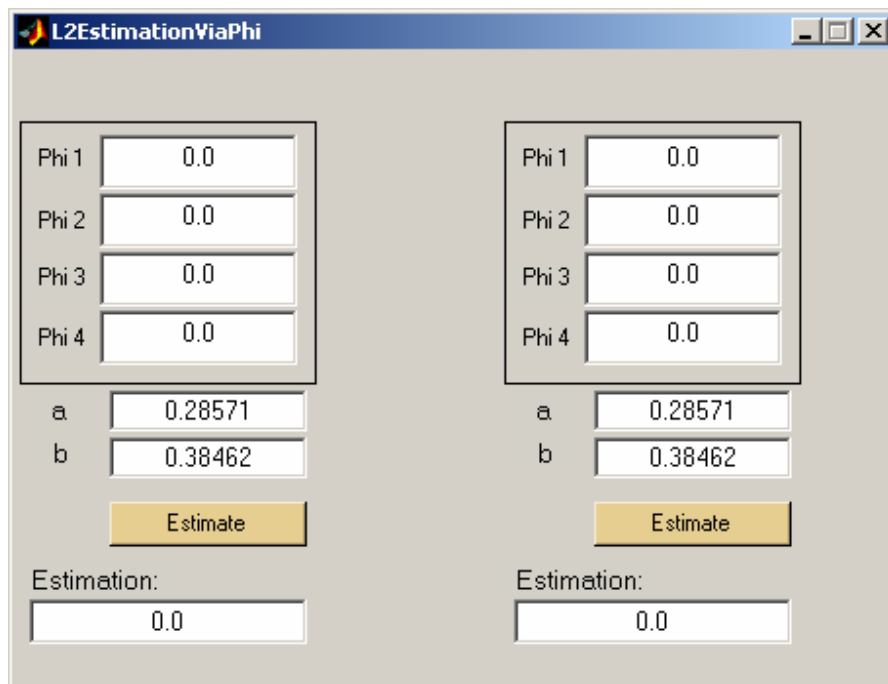 L2EstimationViaPhi
Phi 1 0.0
Phi 2 0.0
Phi 3 0.0
Phi 4 0.0
a 0.28571
b 0.38462
Estimate
Estimation:
0.0
Phi 1 0.0
Phi 2 0.0
Phi 3 0.0
Phi 4 0.0
a 0.28571
b 0.38462
Estimate
Estimation:
0.0